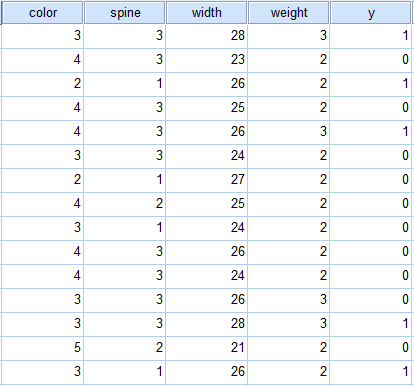 color spine width weight y
3 3 28 3 1
4 3 23 2 0
2 1 26 2 1
4 3 25 2 0
4 3 26 3 1
3 3 24 2 0
2 1 27 2 0
4 2 25 2 0
3 1 24 2 0
4 3 26 2 0
4 3 24 2 0
3 3 26 3 0
3 3 28 3 1
5 2 21 2 0
3 1 26 2 1